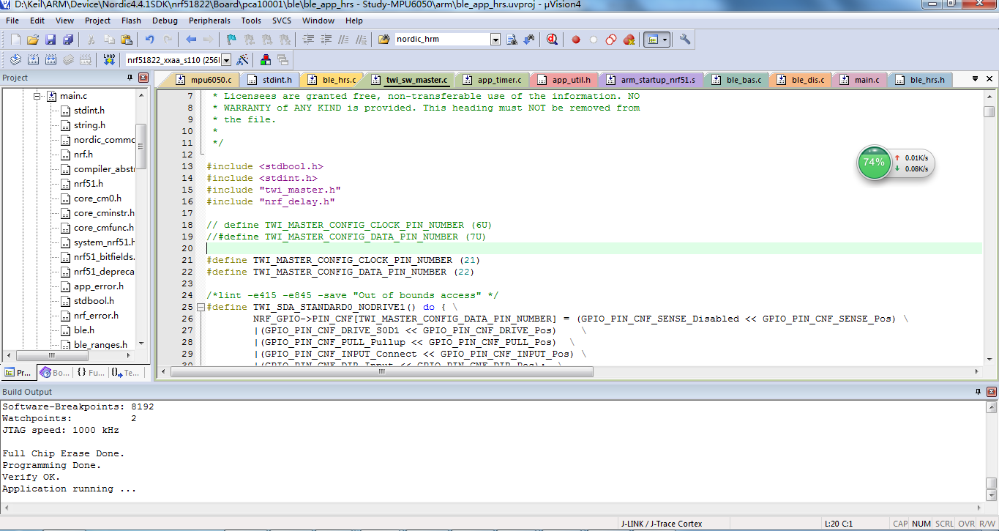 D:\Keil\ARM\Device\Nordic4.4.1SDK\nrf51822\Board\pca10001\ble\ble_app_hrs - Study-MPU6050\arm\ble_app_hrs.uvproj - µVision4
File Edit View Project Flash Debug Peripherals Tools SVCS Window Help
nordic_hrm
LOAD nrf51822_xxaa_s110 (256
Project
mpu6050.c stdint.h ble_hrs.c twi_sw_master.c app_timer.c app_util.h arm_startup_nrf51.s ble_bas.c ble_dis.c main.c ble_hrs.h
main.c
stdint.h
string.h
nordic_commo
nrf.h
compiler_abstr
nrf51.h
core_cm0.h
core_cminstr.h
core_cmfunc.h
system_nrf51.h
nrf51_bitfields.
nrf51_depreca
app_error.h
stdbool.h
nrf_error.h
ble.h
ble_ranges.h
Pr... Bo... {} Fu... Te...
7 * Licensees are granted free, non-transferable use of the information. NO
8 * WARRANTY of ANY KIND is provided. This heading must NOT be removed from
9 * the file.
10 *
11 */
12
13 #include <stdbool.h>
14 #include <stdint.h>
15 #include "twi_master.h"
16 #include "nrf_delay.h"
17
18 // define TWI_MASTER_CONFIG_CLOCK_PIN_NUMBER (6U)
19 //#define TWI_MASTER_CONFIG_DATA_PIN_NUMBER (7U)
20
21 #define TWI_MASTER_CONFIG_CLOCK_PIN_NUMBER (21)
22 #define TWI_MASTER_CONFIG_DATA_PIN_NUMBER (22)
23
24 /*lint -e415 -e845 -save "Out of bounds access" */
25 #define TWI_SDA_STANDARD0_NODRIVE1() do { \
26 NRF_GPIO->PIN_CNF[TWI_MASTER_CONFIG_DATA_PIN_NUMBER] = (GPIO_PIN_CNF_SENSE_Disabled << GPIO_PIN_CNF_SENSE_Pos) \
27 |(GPIO_PIN_CNF_DRIVE_S0D1 << GPIO_PIN_CNF_DRIVE_Pos) \
28 |(GPIO_PIN_CNF_PULL_Pullup << GPIO_PIN_CNF_PULL_Pos) \
29 |(GPIO_PIN_CNF_INPUT_Connect << GPIO_PIN_CNF_INPUT_Pos) \
30 |(GPIO_PIN_CNF_DIR_Input << GPIO_PIN_CNF_DIR_Pos); \
74%
0.01K/s
0.08K/s
Build Output
Software-Breakpoints: 8192
Watchpoints: 2
JTAG speed: 1000 kHz
Full Chip Erase Done.
Programming Done.
Verify OK.
Application running ...
J-LINK / J-Trace Cortex L:20 C:1 CAP NUM SCRL OVR R/W